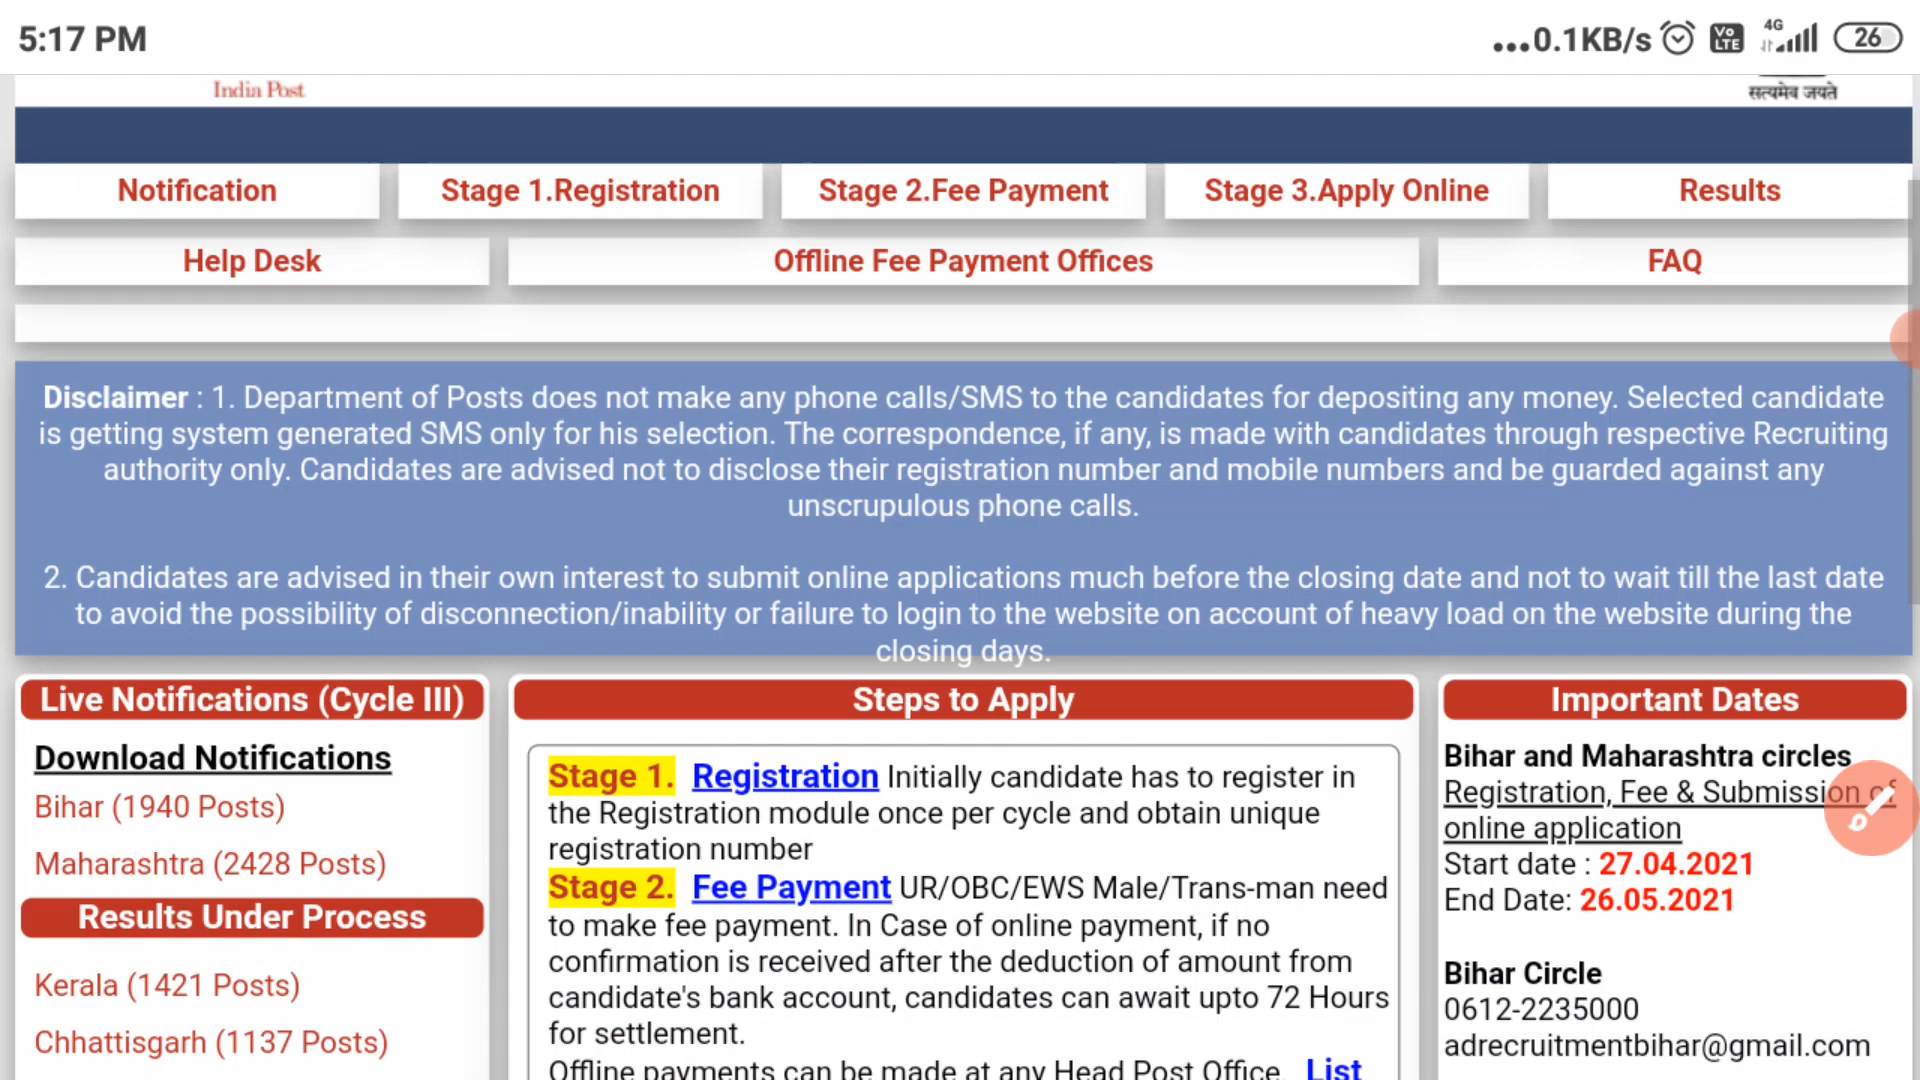 5:17 PM
...0.1KB/s Vo LTE 4G 26
India Post
सत्यमेव जयते
Notification
Stage 1.Registration
Stage 2.Fee Payment
Stage 3.Apply Online
Results
Help Desk
Offline Fee Payment Offices
FAQ
Disclaimer : 1. Department of Posts does not make any phone calls/SMS to the candidates for depositing any money. Selected candidate
is getting system generated SMS only for his selection. The correspondence, if any, is made with candidates through respective Recruiting
authority only. Candidates are advised not to disclose their registration number and mobile numbers and be guarded against any
unscrupulous phone calls.
2. Candidates are advised in their own interest to submit online applications much before the closing date and not to wait till the last date
to avoid the possibility of disconnection/inability or failure to login to the website on account of heavy load on the website during the
closing days.
Live Notifications (Cycle III)
Download Notifications
Bihar (1940 Posts)
Maharashtra (2428 Posts)
Results Under Process
Kerala (1421 Posts)
Chhattisgarh (1137 Posts)
Steps to Apply
Stage 1. Registration Initially candidate has to register in
the Registration module once per cycle and obtain unique
registration number
Stage 2. Fee Payment UR/OBC/EWS Male/Trans-man need
to make fee payment. In Case of online payment, if no
confirmation is received after the deduction of amount from
candidate's bank account, candidates can await upto 72 Hours
for settlement.
Offline payments can be made at any Head Post Office. List
Important Dates
Bihar and Maharashtra circles
Registration, Fee & Submission of
online application
Start date : 27.04.2021
End Date: 26.05.2021
Bihar Circle
0612-2235000
adrecruitmentbihar@gmail.com